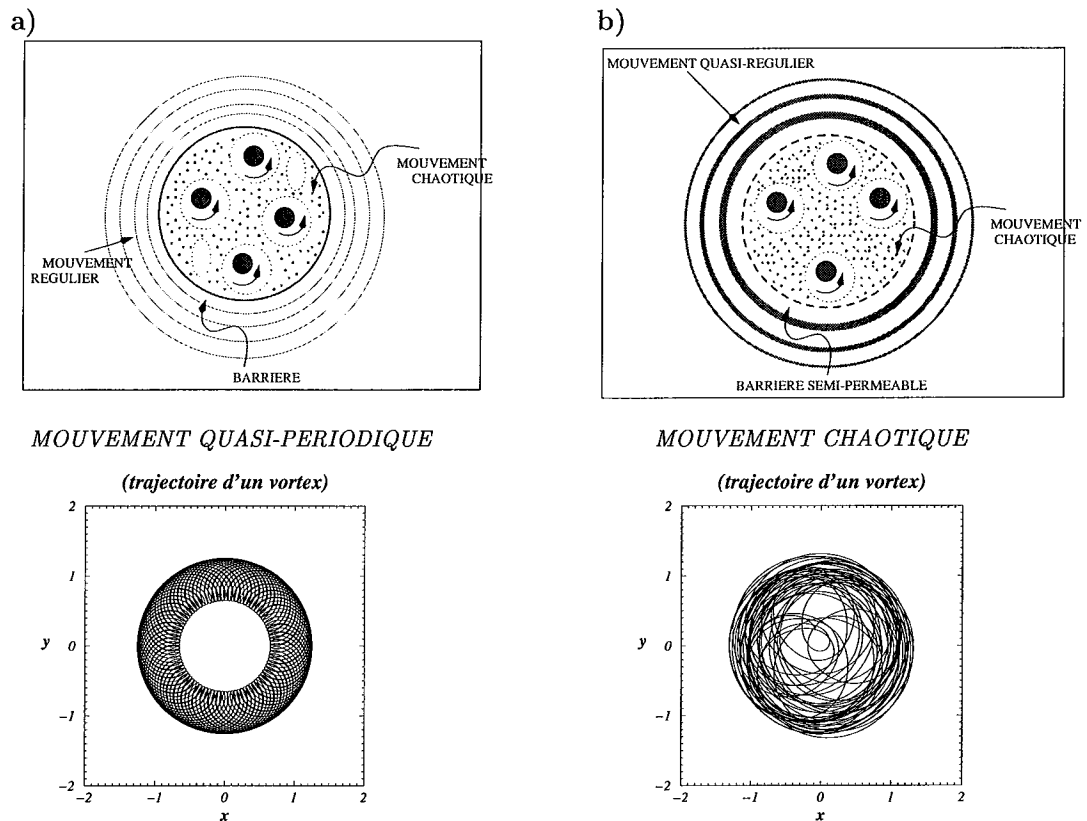 a)
MOUVEMENT
CHAOTIQUE
MOUVEMENT
REGULIER
BARRIERE
b)
MOUVEMENT QUASI-REGULIER
MOUVEMENT
CHAOTIQUE
BARRIERE SEMI-PERMEABLE
MOUVEMENT QUASI-PERIODIQUE
(trajectoire d'un vortex)
2
1
y 0
-1
-2
-2 -1 0 1 2
x
MOUVEMENT CHAOTIQUE
(trajectoire d'un vortex)
2
1
y 0
-1
-2
-2 -1 0 1 2
x